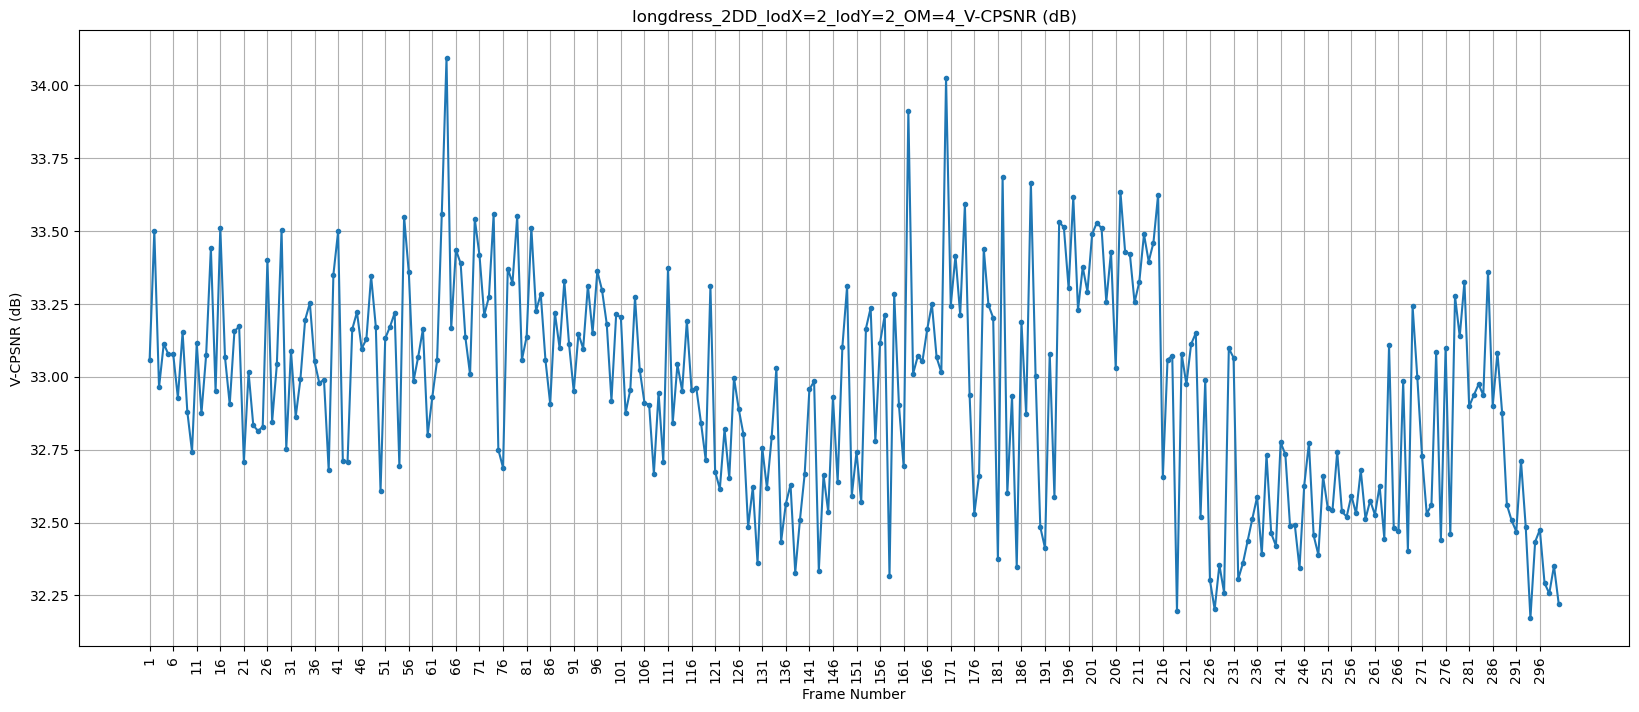 longdress_2DD_lodX=2_lodY=2_OM=4_V-CPSNR (dB)
V-CPSNR (dB)
34.00
33.75
33.50
33.25
33.00
32.75
32.50
32.25
1 6 11 16 21 26 31 36 41 46 51 56 61 66 71 76 81 86 91 96 101 106 111 116 121 126 131 136 141 146 151 156 161 166 171 176 181 186 191 196 201 206 211 216 221 226 231 236 241 246 251 256 261 266 271 276 281 286 291 296
Frame Number